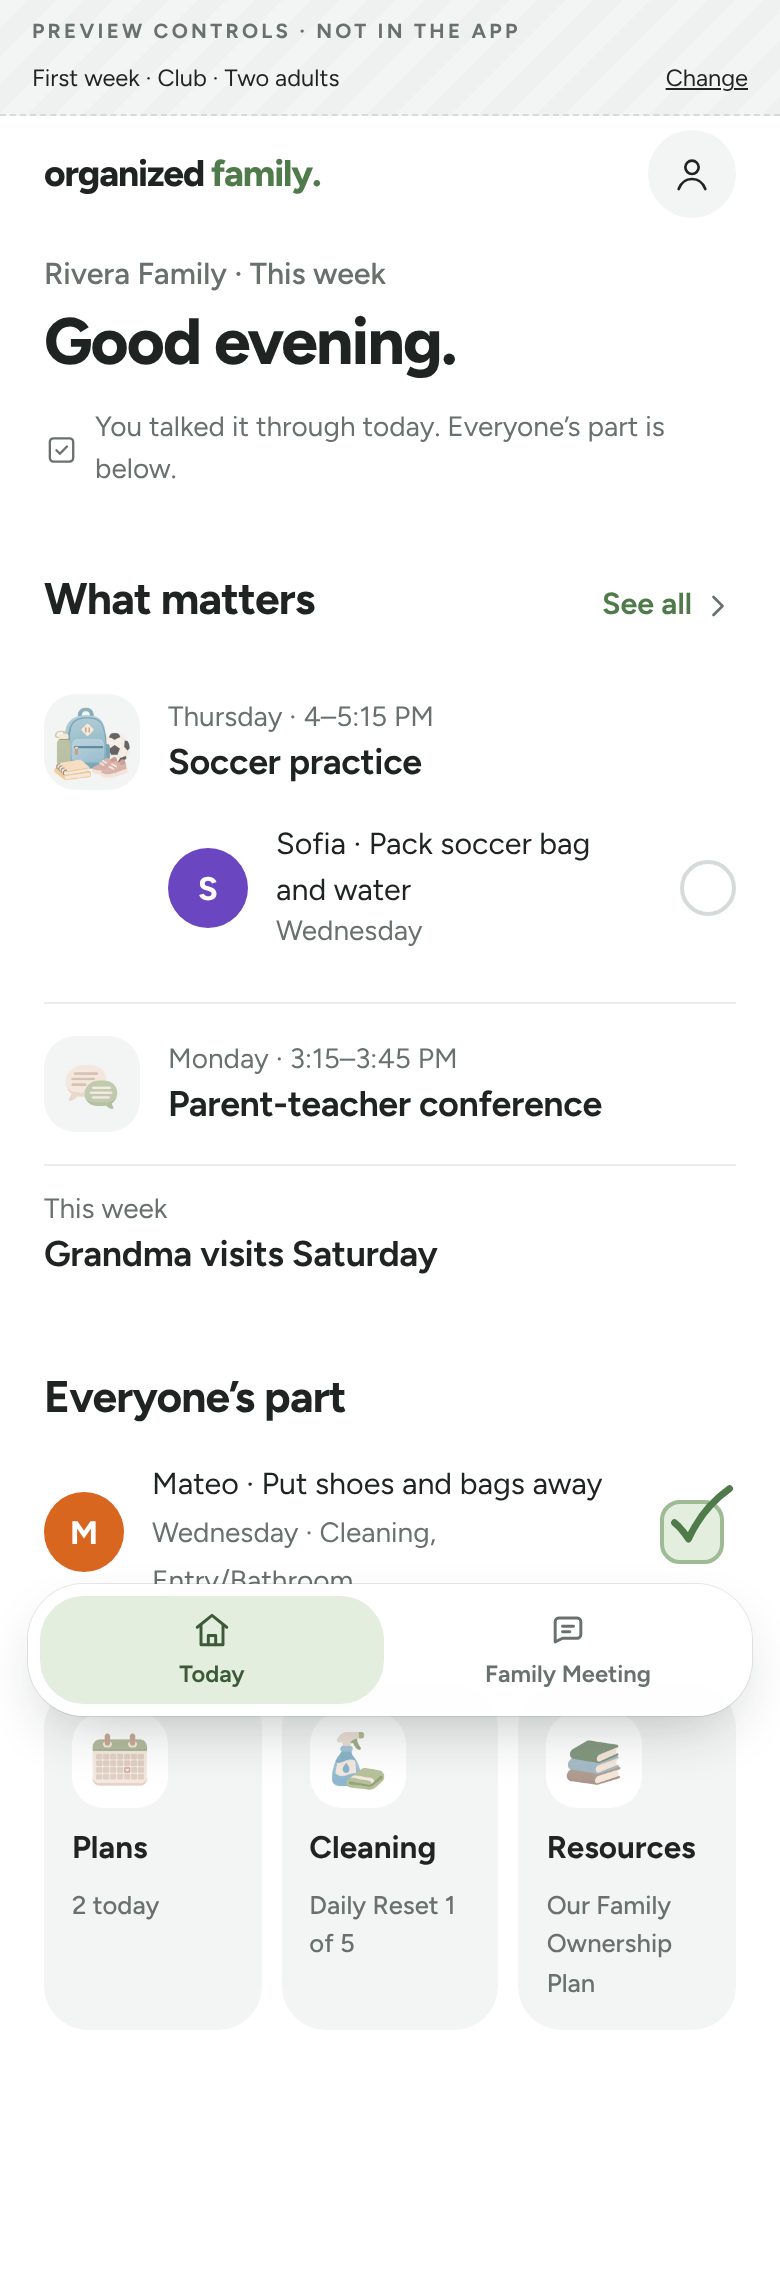 PREVIEW CONTROLS · NOT IN THE APP
First week · Club · Two adults
Change
organized family.
Rivera Family · This week
Good evening.
You talked it through today. Everyone’s part is
below.
What matters
See all
Thursday · 4–5:15 PM
Soccer practice
S
Sofia · Pack soccer bag
and water
Wednesday
Monday · 3:15–3:45 PM
Parent-teacher conference
This week
Grandma visits Saturday
Everyone’s part
M
Mateo · Put shoes and bags away
Wednesday · Cleaning,
Entry/Bathroom
Today
Family Meeting
Plans
2 today
Cleaning
Daily Reset 1
of 5
Resources
Our Family
Ownership
Plan